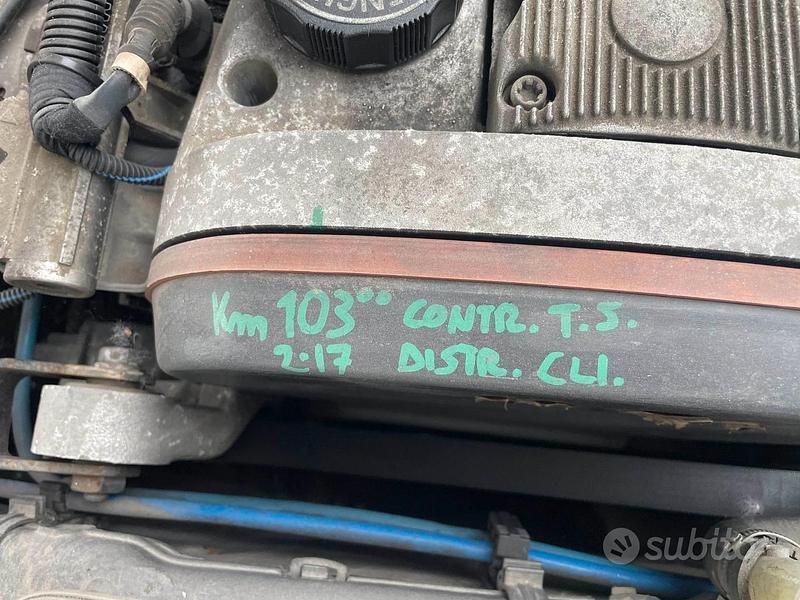 Km 103°° CONTR. T.S.
2·17 DISTR. CLI.
subito